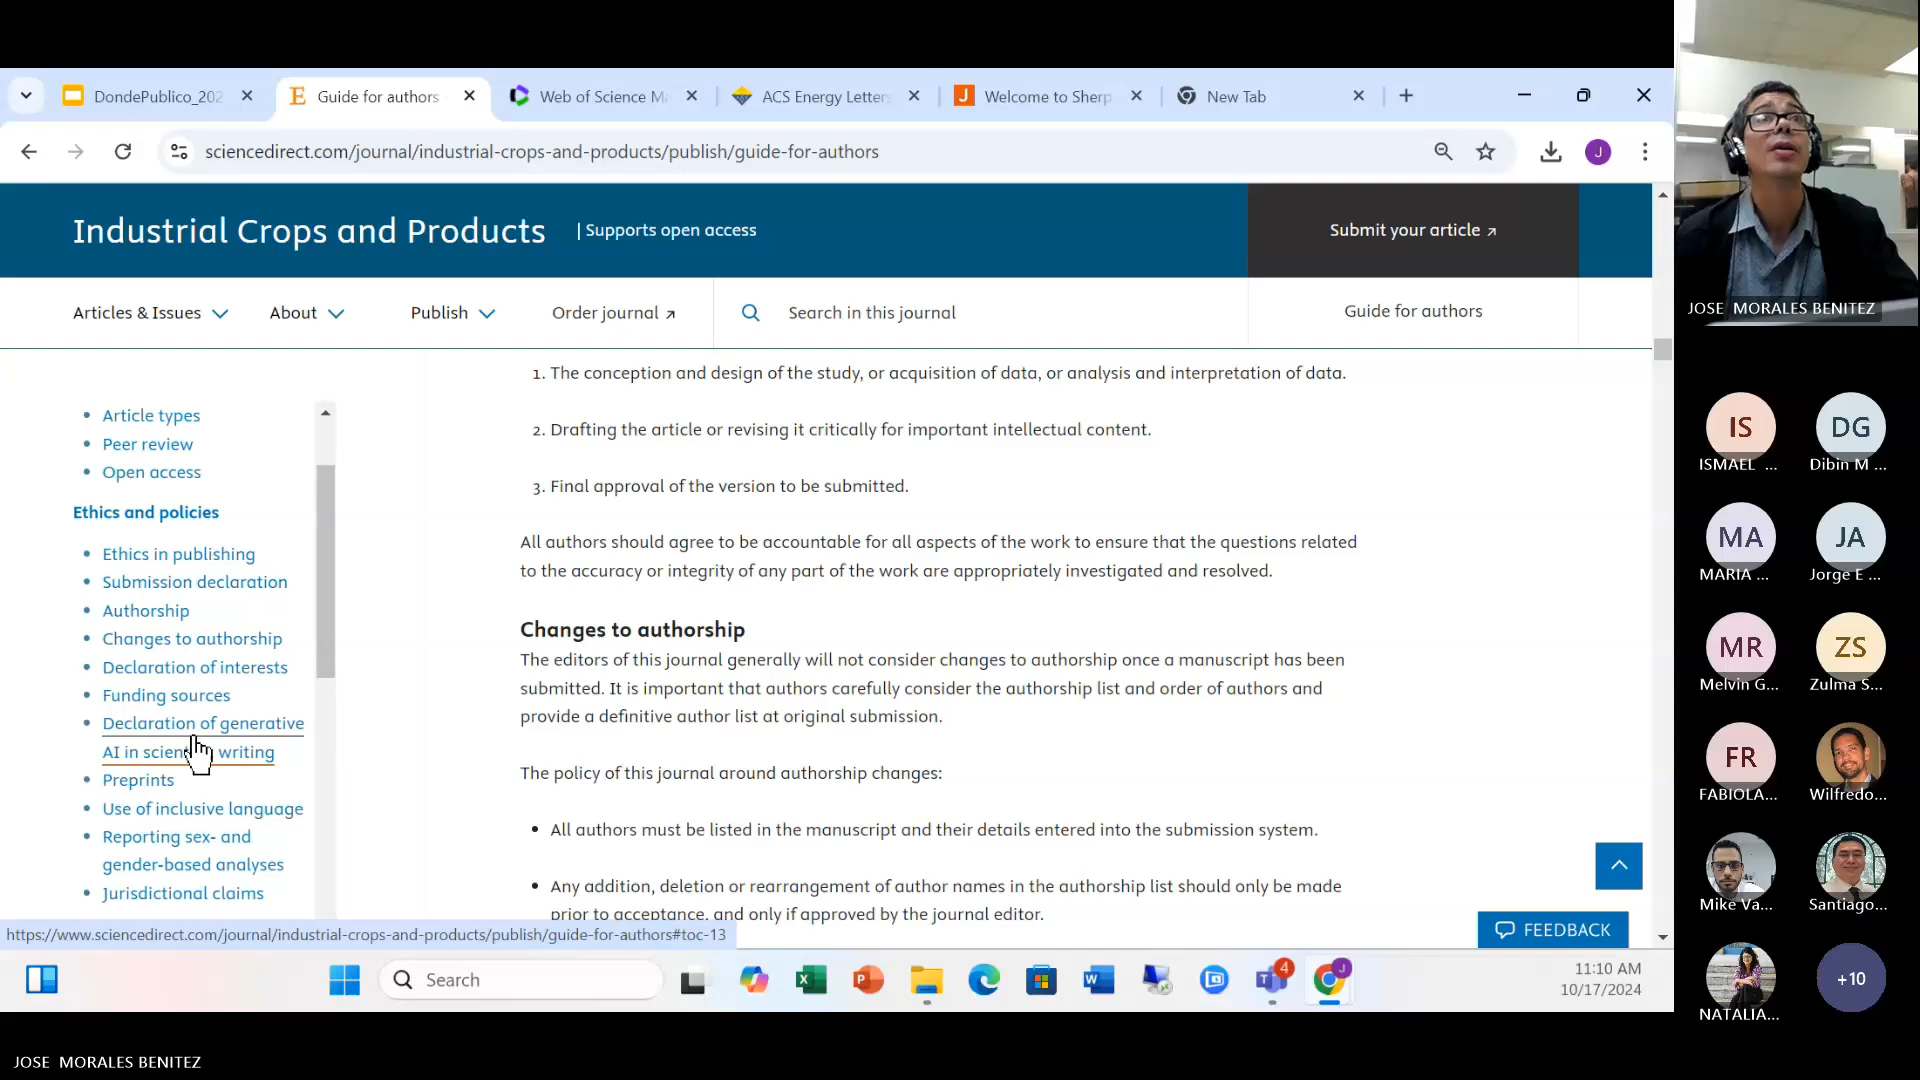 DondePublico_202
Guide for authors
Web of Science M
ACS Energy Letters
Welcome to Sherp
New Tab
sciencedirect.com/journal/industrial-crops-and-products/publish/guide-for-authors
J
Industrial Crops and Products | Supports open access
Submit your article
Articles & Issues
About
Publish
Order journal
Search in this journal
Guide for authors
Article types
Peer review
Open access
Ethics and policies
Ethics in publishing
Submission declaration
Authorship
Changes to authorship
Declaration of interests
Funding sources
Declaration of generative
AI in writing
Preprints
Use of inclusive language
Reporting sex- and
gender-based analyses
Jurisdictional claims
1. The conception and design of the study, or acquisition of data, or analysis and interpretation of data.
2. Drafting the article or revising it critically for important intellectual content.
3. Final approval of the version to be submitted.
All authors should agree to be accountable for all aspects of the work to ensure that the questions related
to the accuracy or integrity of any part of the work are appropriately investigated and resolved.
Changes to authorship
The editors of this journal generally will not consider changes to authorship once a manuscript has been
submitted. It is important that authors carefully consider the authorship list and order of authors and
provide a definitive author list at original submission.
The policy of this journal around authorship changes:
All authors must be listed in the manuscript and their details entered into the submission system.
Any addition, deletion or rearrangement of author names in the authorship list should only be made
prior to acceptance, and only if approved by the journal editor.
FEEDBACK
https://www.sciencedirect.com/journal/industrial-crops-and-products/publish/guide-for-authors#toc-13
Search
4
J
11:10 AM
10/17/2024
JOSE MORALES BENITEZ
IS
ISMAEL ...
DG
Dibin M ...
MA
MARIA ...
JA
Jorge E ...
MR
Melvin G...
ZS
Zulma S...
FR
FABIOLA...
Wilfredo...
Mike Va...
Santiago...
NATALIA...
+10
JOSE MORALES BENITEZ